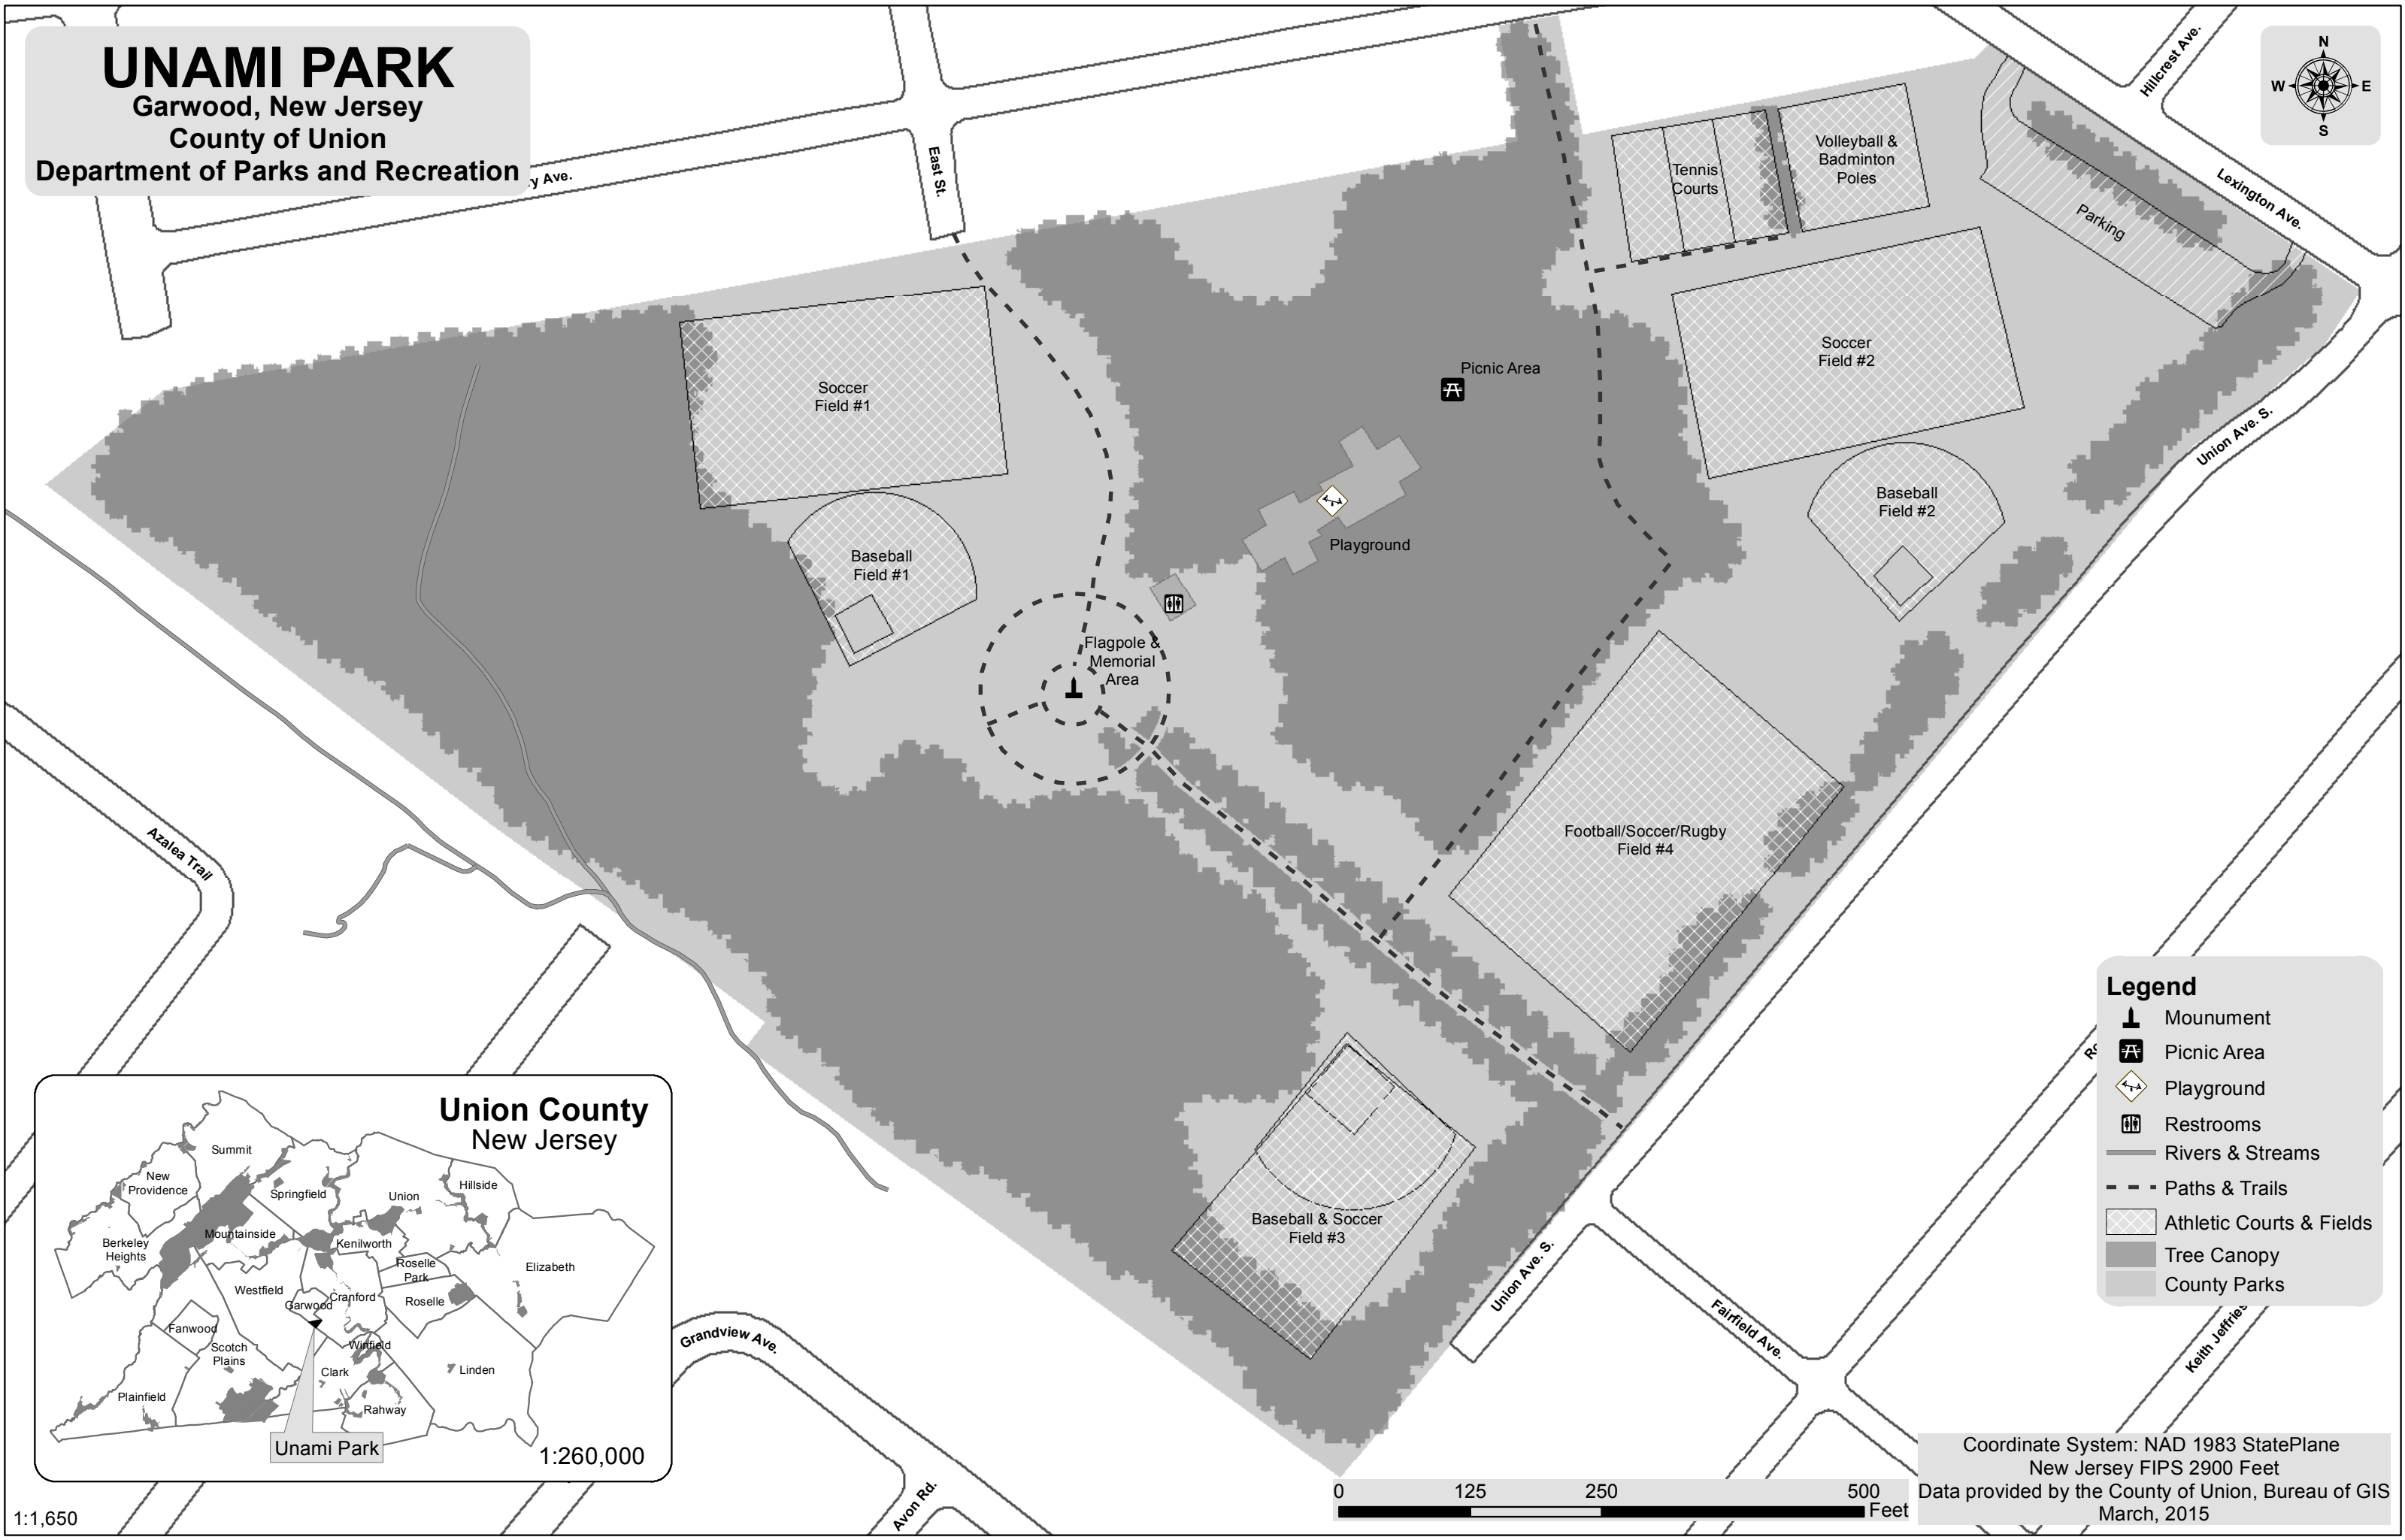 UNAMI PARK
Garwood, New Jersey
County of Union
Department of Parks and Recreation
Ave.
East St.
Hillcrest Ave.
Lexington Ave.
N
W
E
S
Tennis
Courts
Volleyball &
Badminton
Poles
Parking
Soccer
Field #1
Soccer
Field #2
Picnic Area
Playground
Baseball
Field #1
Baseball
Field #2
Union Ave. S.
Flagpole &
Memorial
Area
Football/Soccer/Rugby
Field #4
Azalea Trail
Baseball & Soccer
Field #3
Union Ave. S.
Fairfield Ave.
Keith Jeffries
Grandview Ave.
Avon Rd.
Legend
Mounument
Picnic Area
Playground
Restrooms
Rivers & Streams
Paths & Trails
Athletic Courts & Fields
Tree Canopy
County Parks
Union County
New Jersey
Summit
New
Providence
Springfield
Union
Hillside
Berkeley
Heights
Mountainside
Kenilworth
Roselle
Park
Elizabeth
Westfield
Garwood
Cranford
Roselle
Fanwood
Scotch
Plains
Winfield
Clark
Linden
Plainfield
Rahway
Unami Park
1:260,000
1:1,650
0 125 250 500
Feet
Coordinate System: NAD 1983 StatePlane
New Jersey FIPS 2900 Feet
Data provided by the County of Union, Bureau of GIS
March, 2015